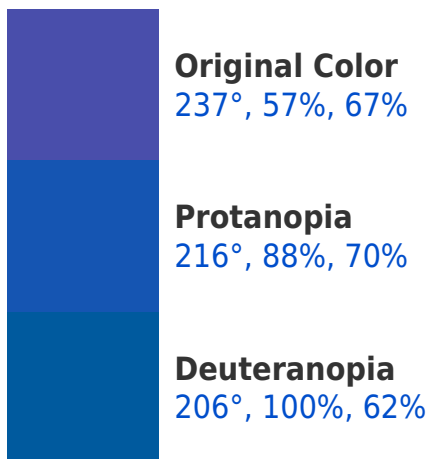 Original Color
237°, 57%, 67%
Protanopia
216°, 88%, 70%
Deuteranopia
206°, 100%, 62%